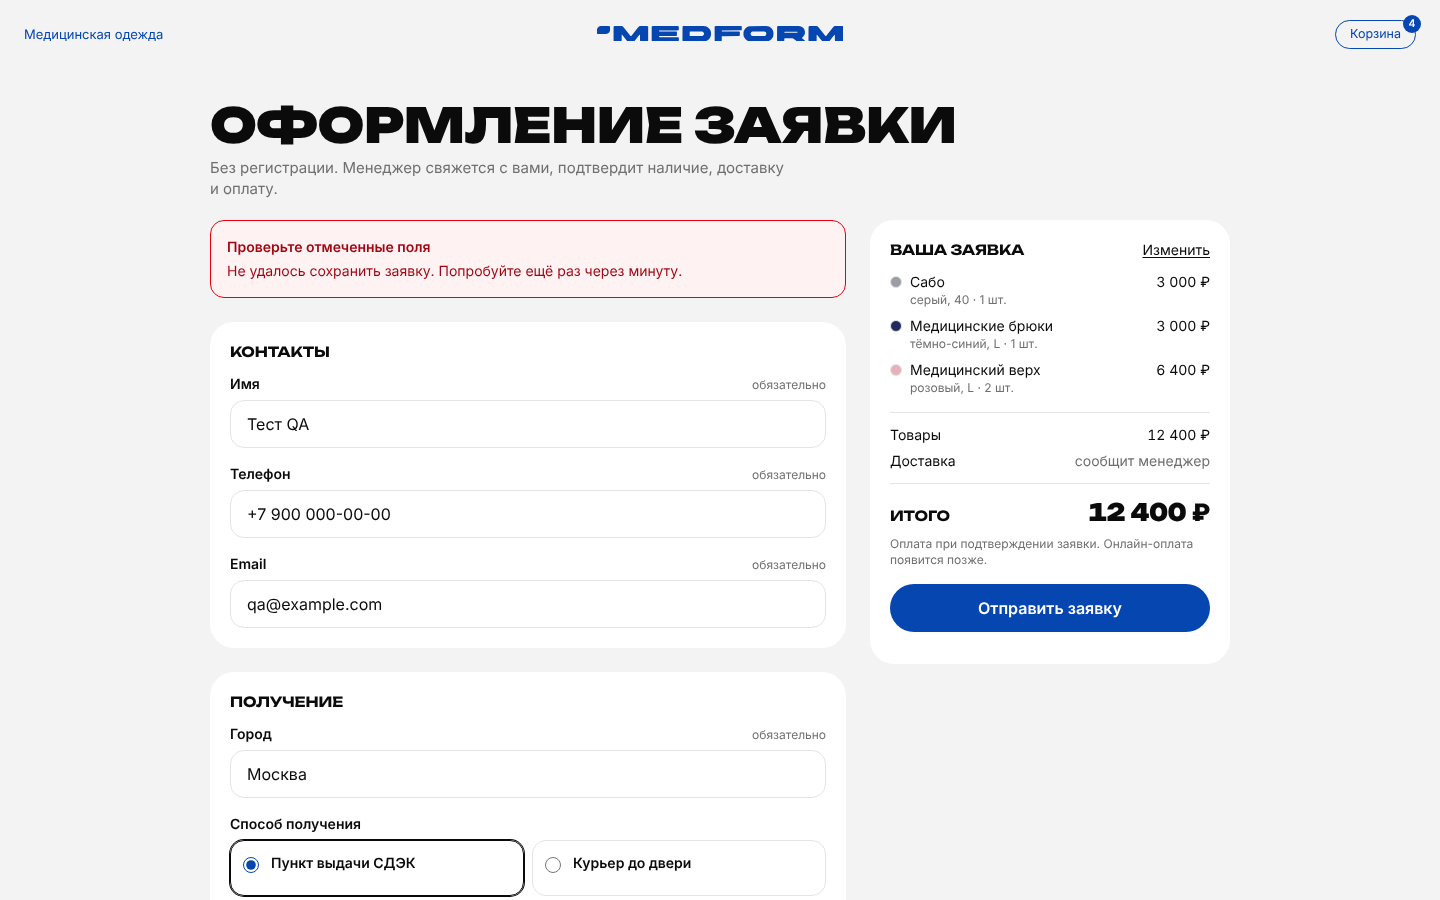 Медицинская одежда
MEDFORM
Корзина
4
ОФОРМЛЕНИЕ ЗАЯВКИ
Без регистрации. Менеджер свяжется с вами, подтвердит наличие, доставку
и оплату.
Проверьте отмеченные поля
Не удалось сохранить заявку. Попробуйте ещё раз через минуту.
КОНТАКТЫ
Имя
обязательно
Тест QA
Телефон
обязательно
+7 900 000-00-00
Email
обязательно
qa@example.com
ПОЛУЧЕНИЕ
Город
обязательно
Москва
Способ получения
Пункт выдачи СДЭК
Курьер до двери
ВАША ЗАЯВКА
Изменить
Сабо
3 000 ₽
серый, 40 · 1 шт.
Медицинские брюки
3 000 ₽
тёмно-синий, L · 1 шт.
Медицинский верх
6 400 ₽
розовый, L · 2 шт.
Товары
12 400 ₽
Доставка
сообщит менеджер
ИТОГО
12 400 ₽
Оплата при подтверждении заявки. Онлайн-оплата
появится позже.
Отправить заявку